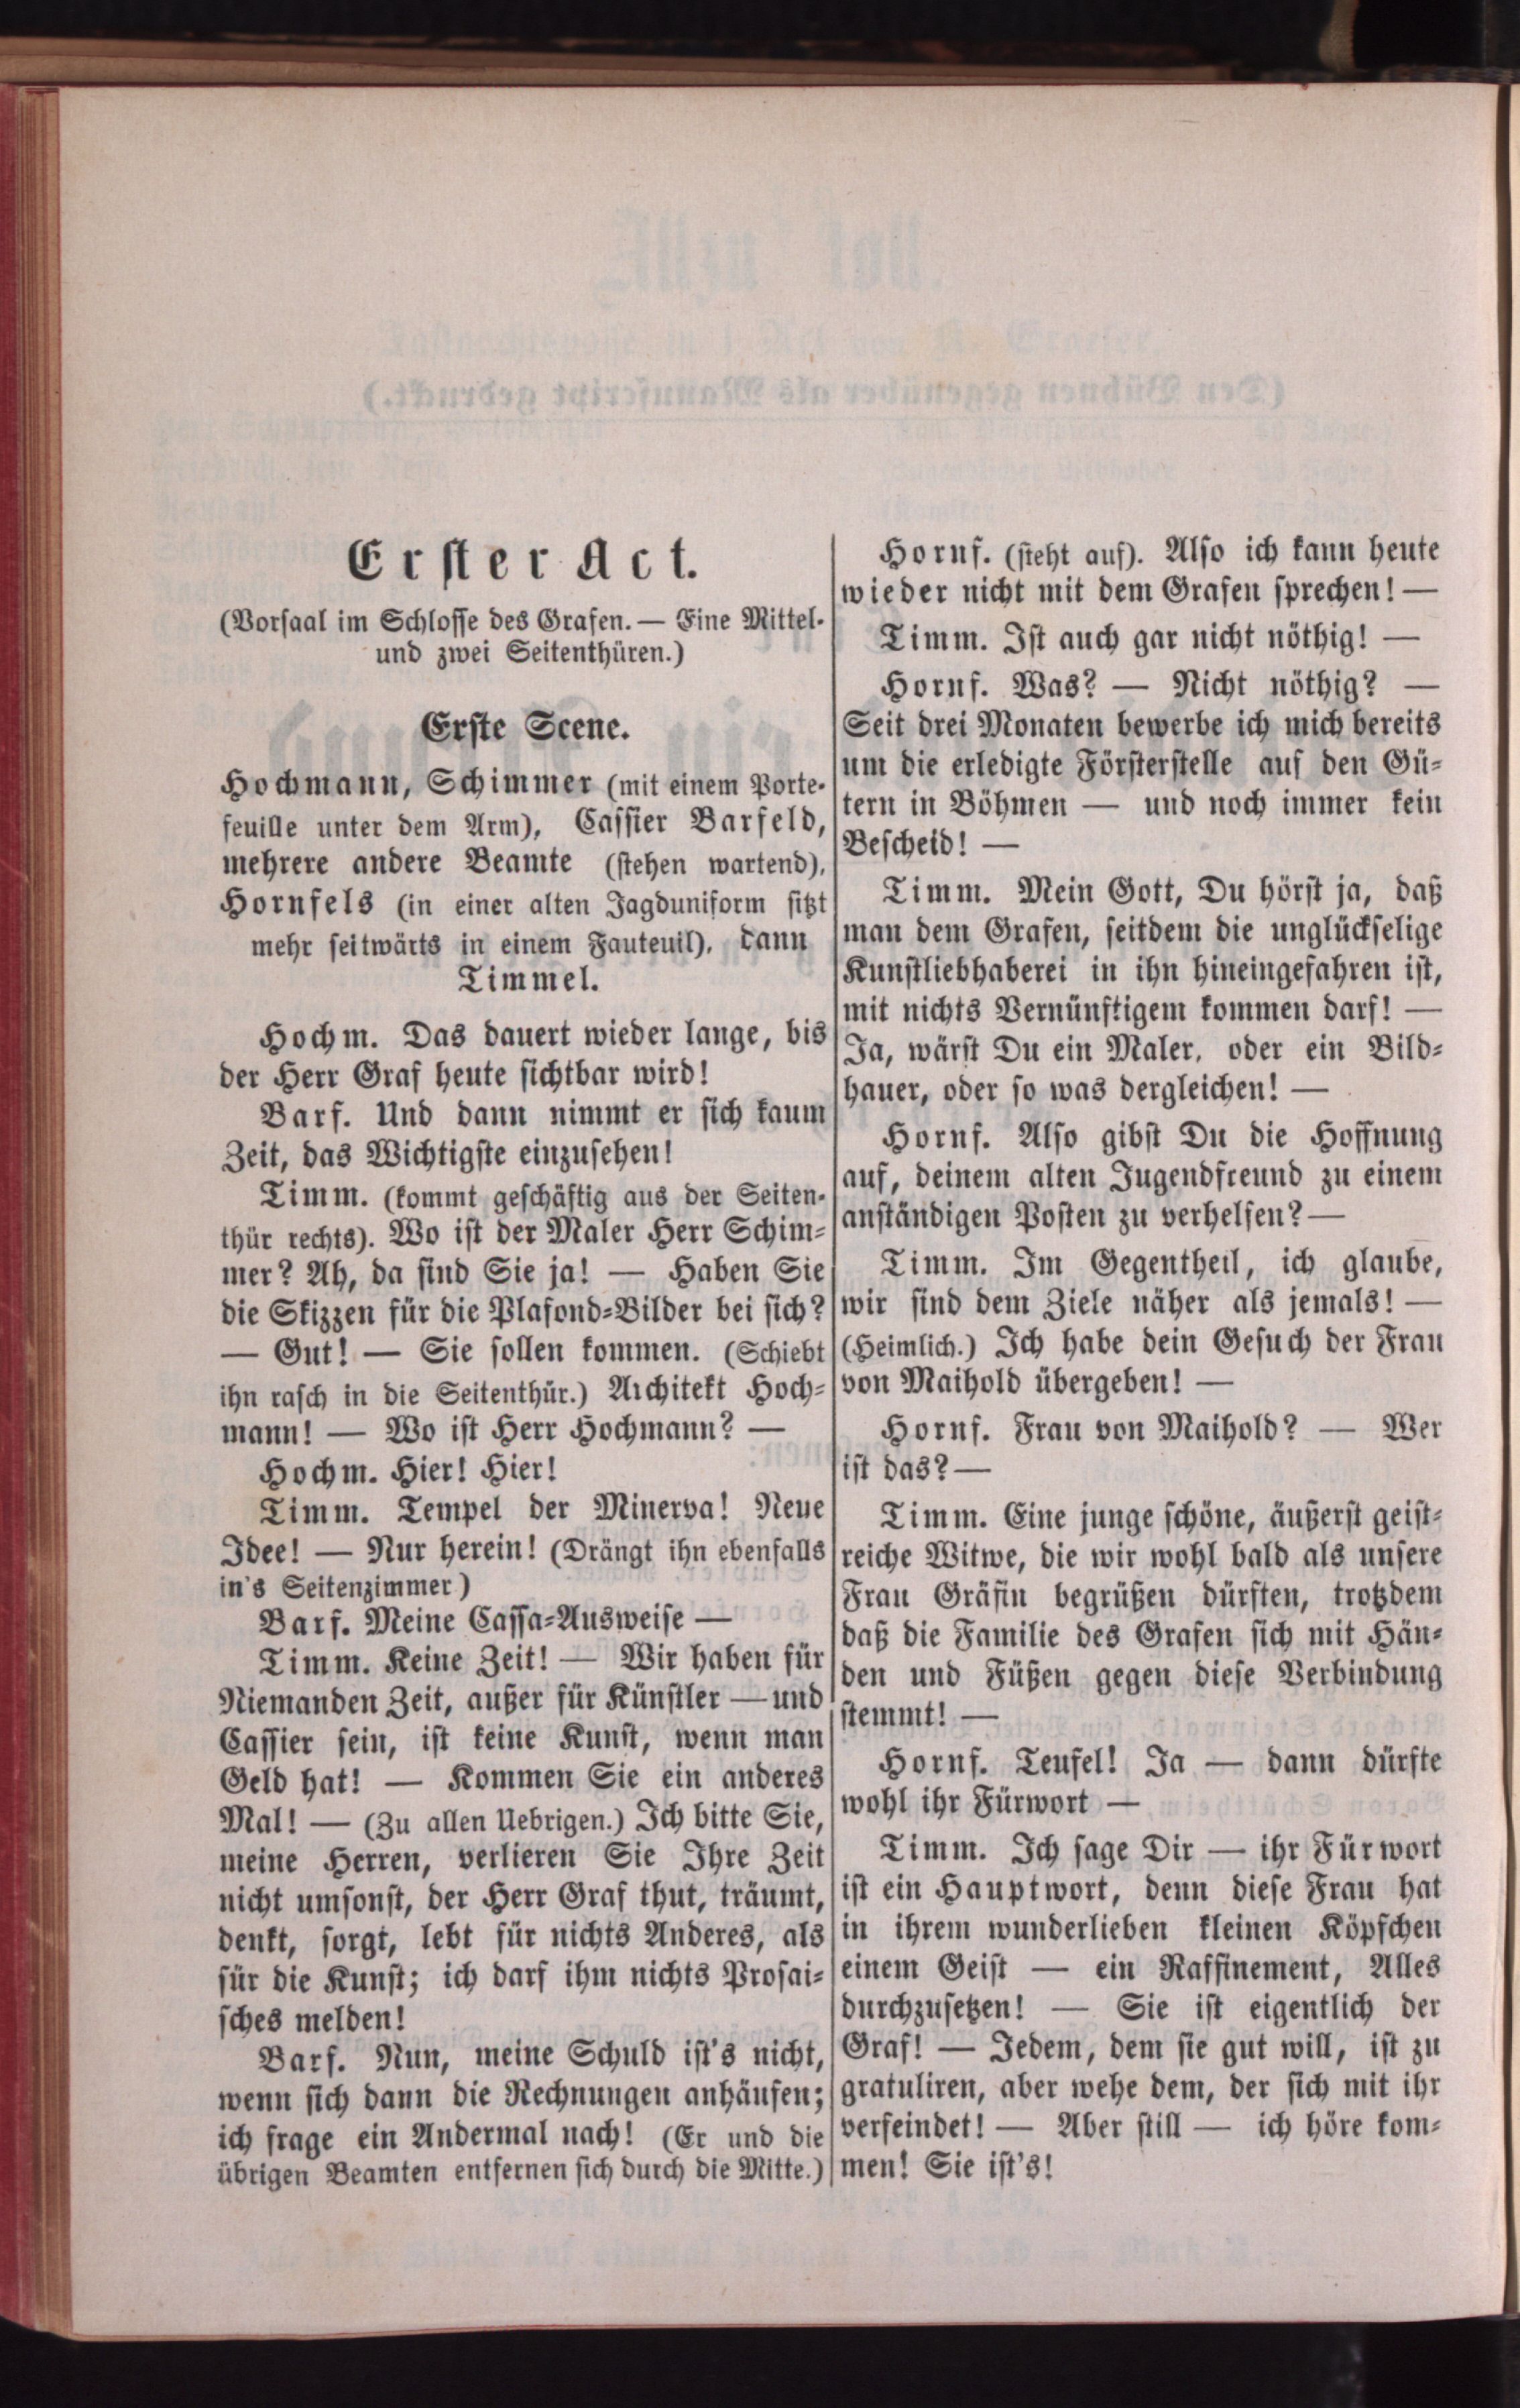 Erster Act.
(Vorsaal im Schlosse des Grafen. — Eine Mittel-
und zwei Seitenthüren.)
Erste Scene.
Hochmann, Schimmer (mit einem Porte-
feuille unter dem Arm), Cassier Barfeld,
mehrere andere Beamte (stehen wartend),
Hornfels (in einer alten Jagduniform sitzt
mehr seitwärts in einem Fauteuil), dann
Timmel.
Hochm. Das dauert wieder lange, bis
der Herr Graf heute sichtbar wird!
Barf. Und dann nimmt er sich kaum
Zeit, das Wichtigste einzusehen!
Timm. (kommt geschäftig aus der Seiten-
thür rechts). Wo ist der Maler Herr Schim-
mer? Ah, da sind Sie ja! — Haben Sie
die Skizzen für die Plafond-Bilder bei sich?
— Gut! — Sie sollen kommen. (Schiebt
ihn rasch in die Seitenthür.) Architekt Hoch-
mann! — Wo ist Herr Hochmann? —
Hochm. Hier! Hier!
Timm. Tempel der Minerva! Neue
Idee! — Nur herein! (Drängt ihn ebenfalls
in's Seitenzimmer)
Barf. Meine Cassa-Ausweise —
Timm. Keine Zeit! — Wir haben für
Niemanden Zeit, außer für Künstler — und
Cassier sein, ist keine Kunst, wenn man
Geld hat! — Kommen Sie ein anderes
Mal! — (Zu allen Uebrigen.) Ich bitte Sie,
meine Herren, verlieren Sie Ihre Zeit
nicht umsonst, der Herr Graf thut, träumt,
denkt, sorgt, lebt für nichts Anderes, als
für die Kunst; ich darf ihm nichts Prosai-
sches melden!
Barf. Nun, meine Schuld ist's nicht,
wenn sich dann die Rechnungen anhäufen;
ich frage ein Andermal nach! (Er und die
übrigen Beamten entfernen sich durch die Mitte.)
Hornf. (steht auf). Also ich kann heute
wieder nicht mit dem Grafen sprechen! —
Timm. Ist auch gar nicht nöthig! —
Hornf. Was? — Nicht nöthig? —
Seit drei Monaten bewerbe ich mich bereits
um die erledigte Försterstelle auf den Gü-
tern in Böhmen — und noch immer kein
Bescheid! —
Timm. Mein Gott, Du hörst ja, daß
man dem Grafen, seitdem die unglückselige
Kunstliebhaberei in ihn hineingefahren ist,
mit nichts Vernünftigem kommen darf! —
Ja, wärst Du ein Maler, oder ein Bild-
hauer, oder so was dergleichen! —
Hornf. Also gibst Du die Hoffnung
auf, deinem alten Jugendfreund zu einem
anständigen Posten zu verhelfen? —
Timm. Im Gegentheil, ich glaube,
wir sind dem Ziele näher als jemals! —
(Heimlich.) Ich habe dein Gesuch der Frau
von Maihold übergeben! —
Hornf. Frau von Maihold? — Wer
ist das? —
Timm. Eine junge schöne, äußerst geist-
reiche Witwe, die wir wohl bald als unsere
Frau Gräfin begrüßen dürften, trotzdem
daß die Familie des Grafen sich mit Hän-
den und Füßen gegen diese Verbindung
stemmt! —
Hornf. Teufel! Ja — dann dürfte
wohl ihr Fürwort —
Timm. Ich sage Dir — ihr Fürwort
ist ein Hauptwort, denn diese Frau hat
in ihrem wunderlieben kleinen Köpfchen
einem Geist — ein Raffinement, Alles
durchzusetzen! — Sie ist eigentlich der
Graf! — Jedem, dem sie gut will, ist zu
gratuliren, aber wehe dem, der sich mit ihr
verfeindet! — Aber still — ich höre kom-
men! Sie ist's!